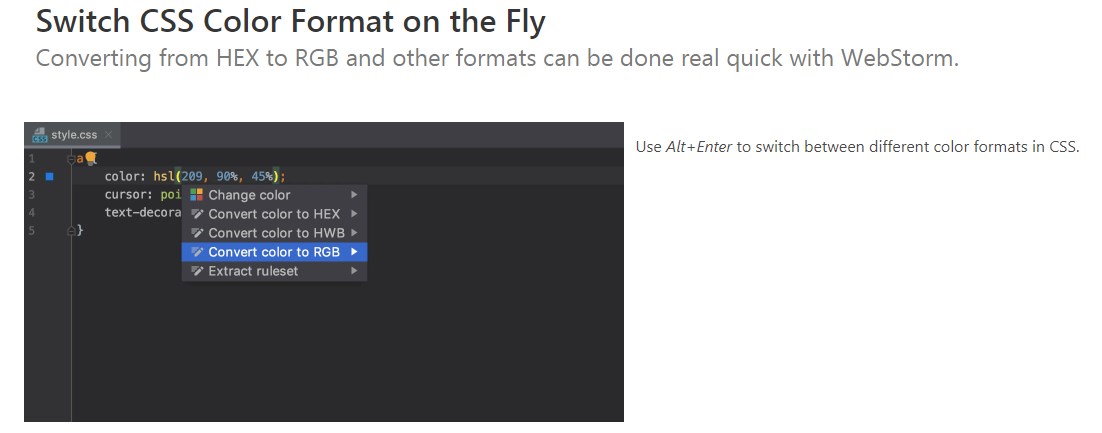 Switch CSS Color Format on the Fly
Converting from HEX to RGB and other formats can be done real quick with WebStorm.
style.css
Use Alt+Enter to switch between different color formats in CSS.
1 a
2 color: hsl(209, 90%, 45%);
3 cursor: poi
4 text-decora
5 }
Change color
Convert color to HEX
Convert color to HWB
Convert color to RGB
Extract ruleset